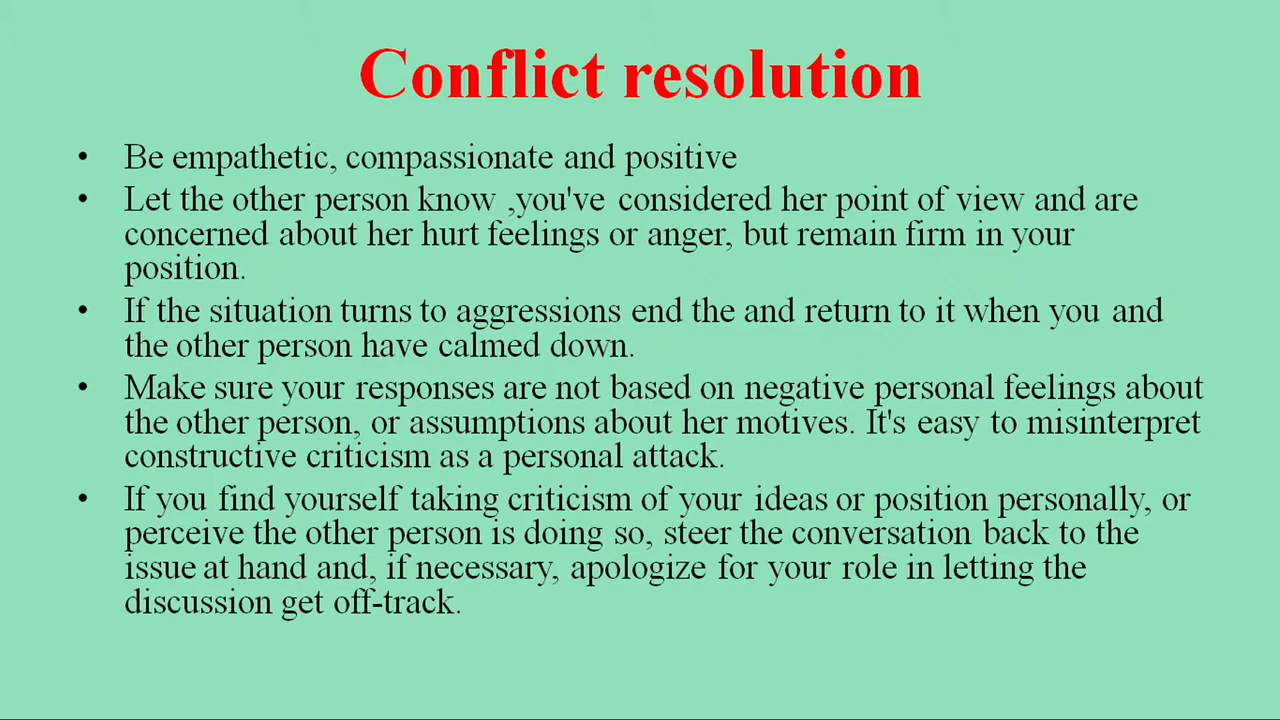 Conflict resolution
• Be empathetic, compassionate and positive
• Let the other person know ,you've considered her point of view and are
concerned about her hurt feelings or anger, but remain firm in your
position.
• If the situation turns to aggressions end the and return to it when you and
the other person have calmed down.
• Make sure your responses are not based on negative personal feelings about
the other person, or assumptions about her motives. It's easy to misinterpret
constructive criticism as a personal attack.
• If you find yourself taking criticism of your ideas or position personally, or
perceive the other person is doing so, steer the conversation back to the
issue at hand and, if necessary, apologize for your role in letting the
discussion get off-track.